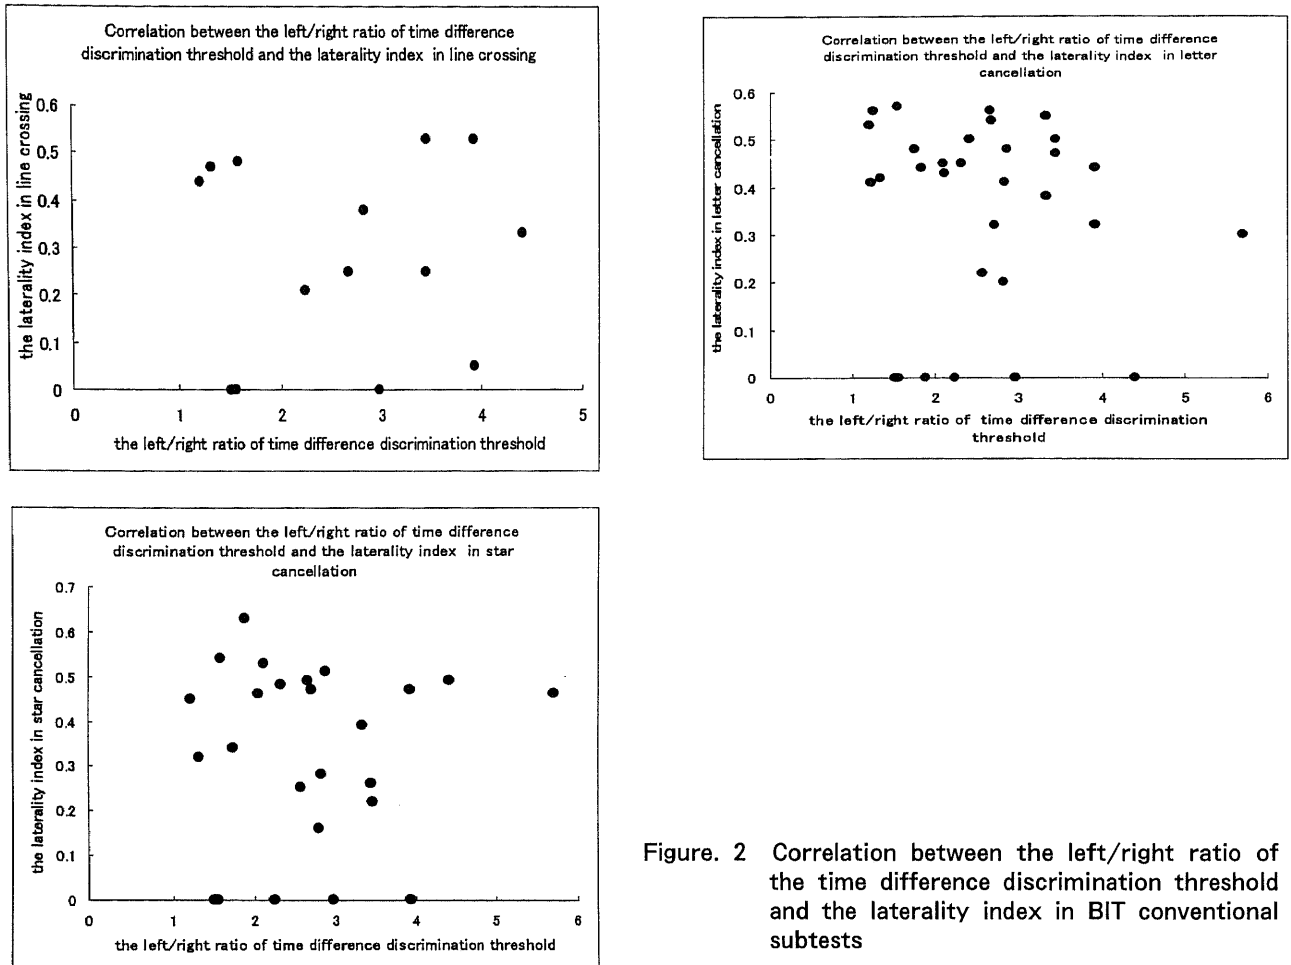 Correlation between the left/right ratio of time difference
discrimination threshold and the laterality index in line crossing
the laterality index in line crossing
0.6
0.5
0.4
0.3
0.2
0.1
0
0 1 2 3 4 5
the left/right ratio of time difference discrimination threshold
Correlation between the left/right ratio of time difference
discrimination threshold and the laterality index in letter
cancellation
the laterality index in letter cancellation
0.6
0.5
0.4
0.3
0.2
0.1
0
0 1 2 3 4 5 6
the left/right ratio of time difference discrimination
threshold
Correlation between the left/right ratio of time difference
discrimination threshold and the laterality index in star
cancellation
the laterality index in star cancellation
0.7
0.6
0.5
0.4
0.3
0.2
0.1
0
0 1 2 3 4 5 6
the left/right ratio of time difference discrimination threshold
Figure. 2 Correlation between the left/right ratio of
the time difference discrimination threshold
and the laterality index in BIT conventional
subtests